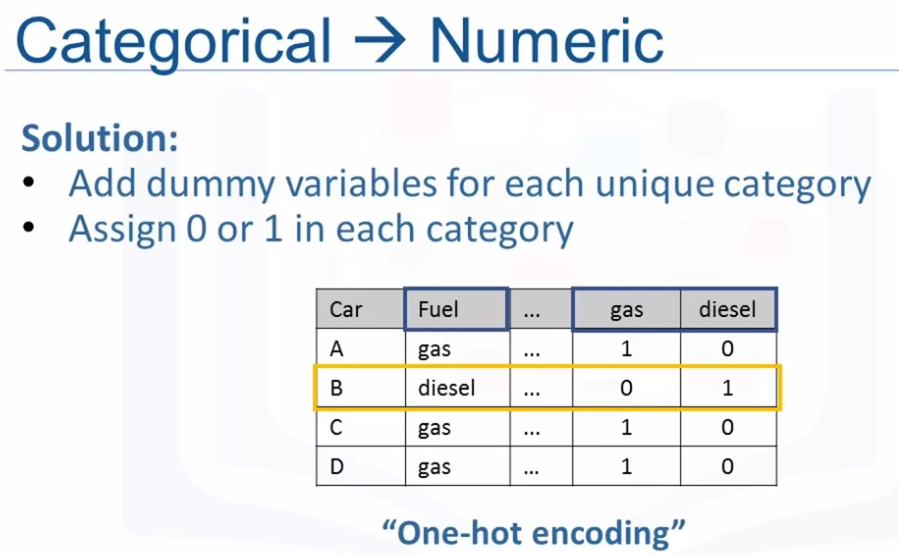 Categorical → Numeric
Solution:
• Add dummy variables for each unique category
• Assign 0 or 1 in each category
Car Fuel ... gas diesel
A gas ... 1 0
B diesel ... 0 1
C gas ... 1 0
D gas ... 1 0
“One-hot encoding”